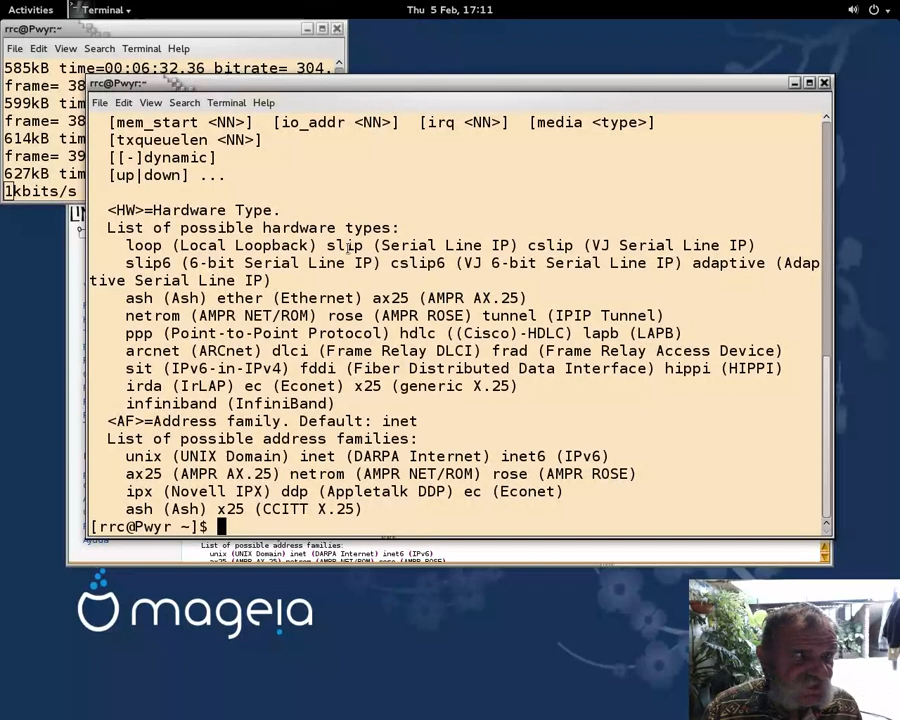 Activities Terminal Thu 5 Feb, 17:11
rrc@Pwyr:~
File Edit View Search Terminal Help
585kB time=00:06:32.36 bitrate= 304.
frame= 38
599kB tim
frame= 38
614kB tim
frame= 39
627kB tim
1kbits/s
rrc@Pwyr:~
File Edit View Search Terminal Help
[mem_start <NN>] [io_addr <NN>] [irq <NN>] [media <type>]
[txqueuelen <NN>]
[[-]dynamic]
[up|down] ...
<HW>=Hardware Type.
List of possible hardware types:
loop (Local Loopback) slip (Serial Line IP) cslip (VJ Serial Line IP)
slip6 (6-bit Serial Line IP) cslip6 (VJ 6-bit Serial Line IP) adaptive (Adap
tive Serial Line IP)
ash (Ash) ether (Ethernet) ax25 (AMPR AX.25)
netrom (AMPR NET/ROM) rose (AMPR ROSE) tunnel (IPIP Tunnel)
ppp (Point-to-Point Protocol) hdlc ((Cisco)-HDLC) lapb (LAPB)
arcnet (ARCnet) dlci (Frame Relay DLCI) frad (Frame Relay Access Device)
sit (IPv6-in-IPv4) fddi (Fiber Distributed Data Interface) hippi (HIPPI)
irda (IrLAP) ec (Econet) x25 (generic X.25)
infiniband (InfiniBand)
<AF>=Address family. Default: inet
List of possible address families:
unix (UNIX Domain) inet (DARPA Internet) inet6 (IPv6)
ax25 (AMPR AX.25) netrom (AMPR NET/ROM) rose (AMPR ROSE)
ipx (Novell IPX) ddp (Appletalk DDP) ec (Econet)
ash (Ash) x25 (CCITT X.25)
[rrc@Pwyr ~]$
List of possible address families:
unix (UNIX Domain) inet (DARPA Internet) inet6 (IPv6)
mageia